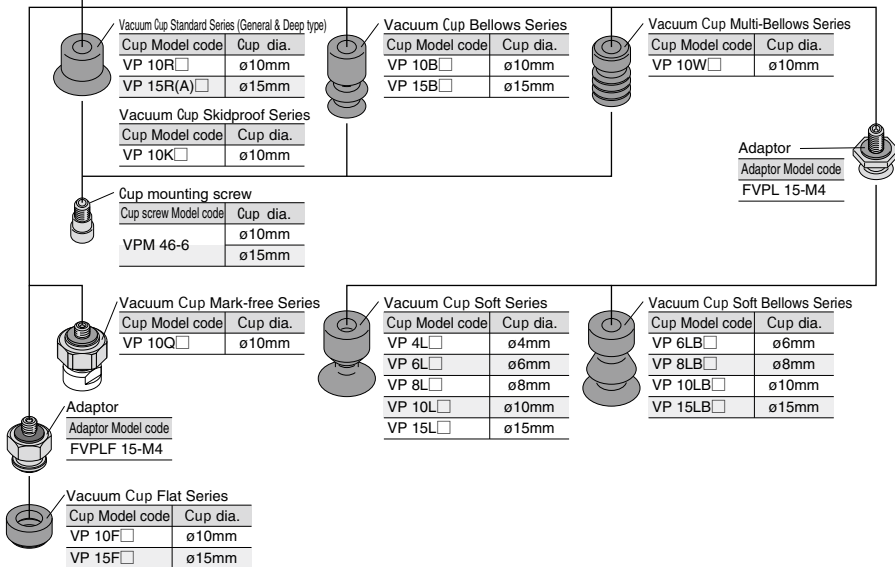 Vacuum Cup Standard Series (General & Deep type)
Cup Model code Cup dia.
VP 10R□ ø10mm
VP 15R(A)□ ø15mm
Vacuum Cup Skidproof Series
Cup Model code Cup dia.
VP 10K□ ø10mm
Cup mounting screw
Cup screw Model code Cup dia.
VPM 46-6 ø10mm
ø15mm
Vacuum Cup Bellows Series
Cup Model code Cup dia.
VP 10B□ ø10mm
VP 15B□ ø15mm
Vacuum Cup Multi-Bellows Series
Cup Model code Cup dia.
VP 10W□ ø10mm
Adaptor
Adaptor Model code
FVPL 15-M4
Vacuum Cup Mark-free Series
Cup Model code Cup dia.
VP 10Q□ ø10mm
Vacuum Cup Soft Series
Cup Model code Cup dia.
VP 4L□ ø4mm
VP 6L□ ø6mm
VP 8L□ ø8mm
VP 10L□ ø10mm
VP 15L□ ø15mm
Vacuum Cup Soft Bellows Series
Cup Model code Cup dia.
VP 6LB□ ø6mm
VP 8LB□ ø8mm
VP 10LB□ ø10mm
VP 15LB□ ø15mm
Adaptor
Adaptor Model code
FVPLF 15-M4
Vacuum Cup Flat Series
Cup Model code Cup dia.
VP 10F□ ø10mm
VP 15F□ ø15mm